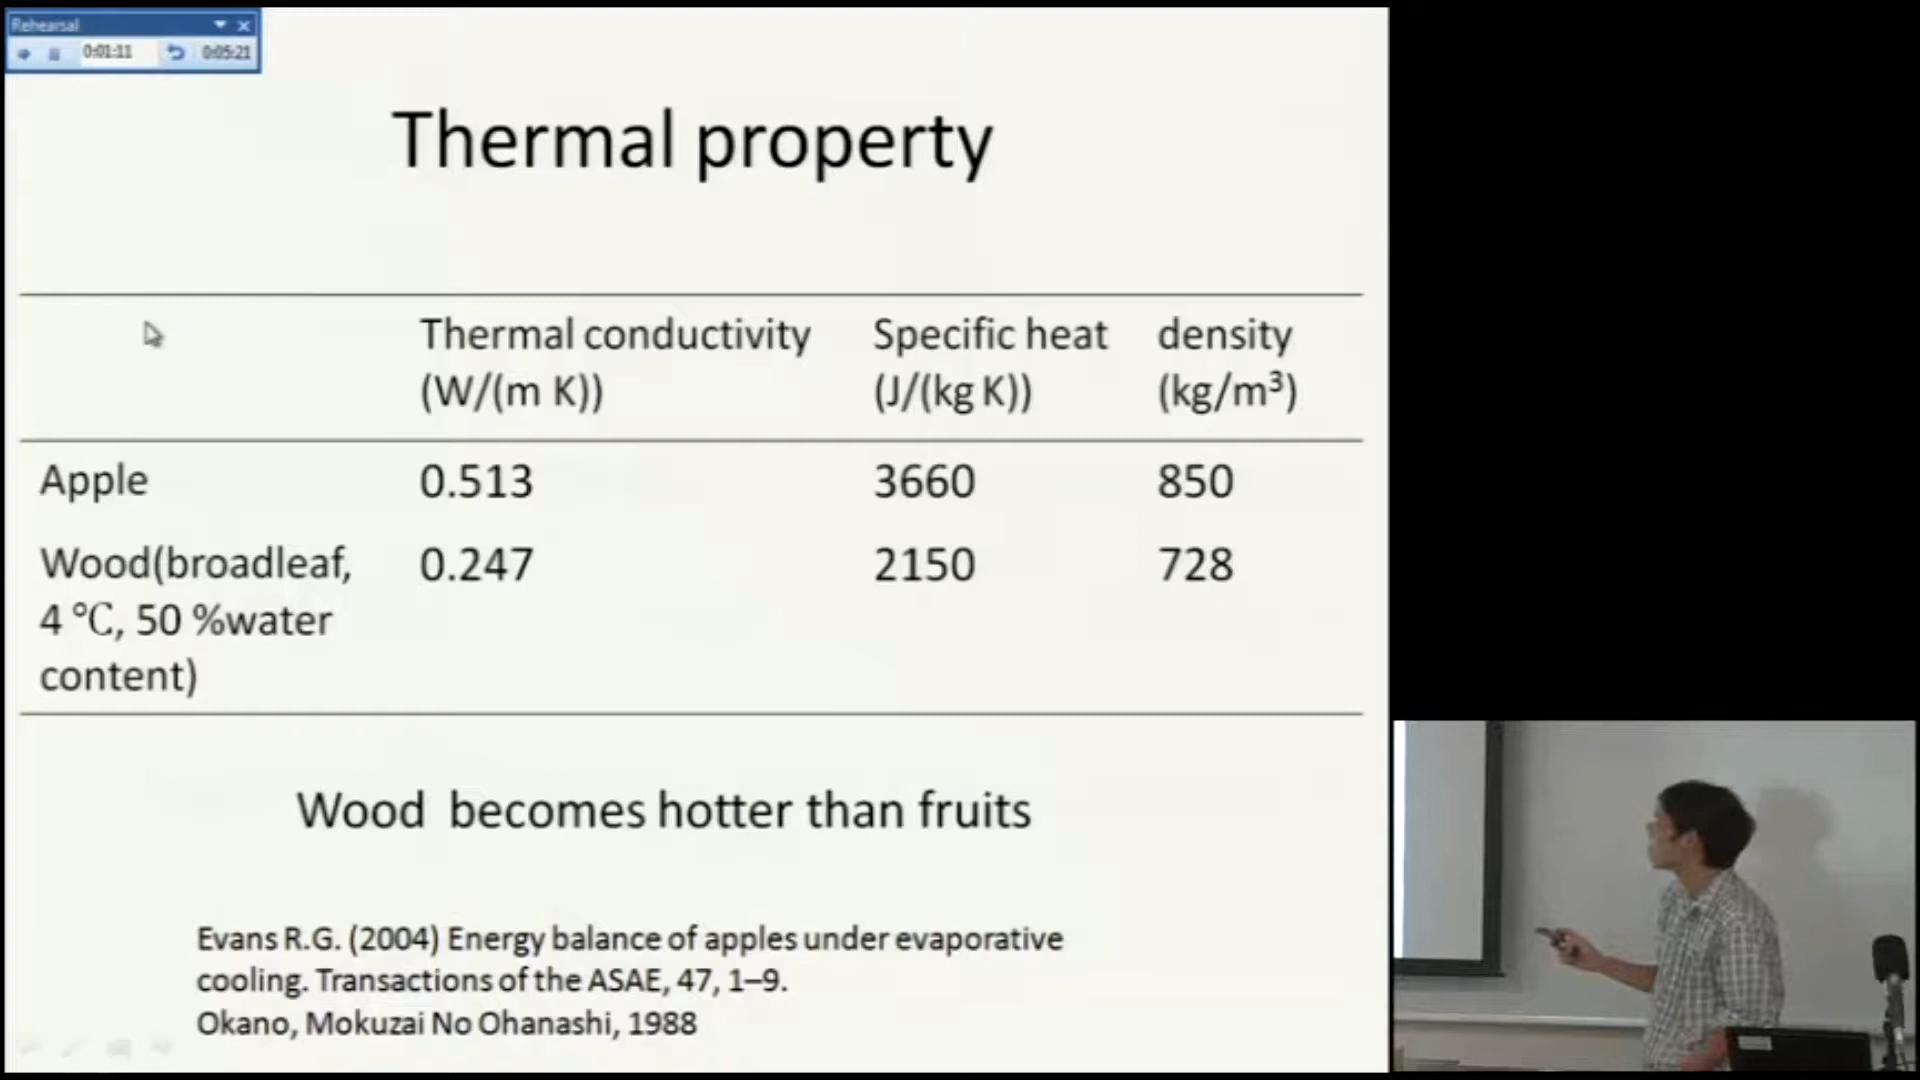 Rehearsal
0:01:11 0:05:21
Thermal property
Thermal conductivity Specific heat density
(W/(m K)) (J/(kg K)) (kg/m³)
Apple 0.513 3660 850
Wood(broadleaf, 0.247 2150 728
4 ℃, 50 %water
content)
Wood becomes hotter than fruits
Evans R.G. (2004) Energy balance of apples under evaporative
cooling. Transactions of the ASAE, 47, 1–9.
Okano, Mokuzai No Ohanashi, 1988